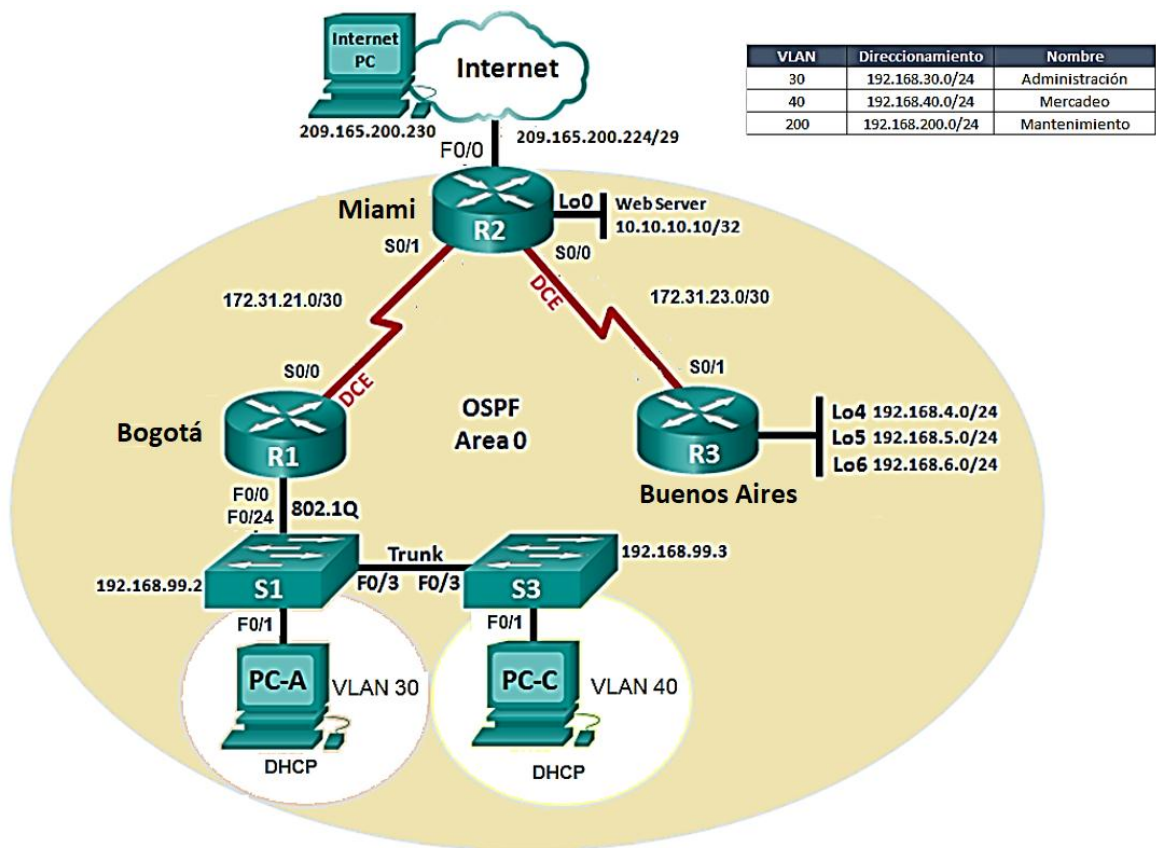 Internet
PC
Internet
209.165.200.230
209.165.200.224/29
F0/0
VLAN Direccionamiento Nombre
30 192.168.30.0/24 Administración
40 192.168.40.0/24 Mercadeo
200 192.168.200.0/24 Mantenimiento
Miami
R2
Lo0
Web Server
10.10.10.10/32
S0/1
S0/0
DCE
172.31.21.0/30
172.31.23.0/30
S0/0
DCE
S0/1
Bogotá
R1
OSPF
Area 0
R3
Buenos Aires
Lo4 192.168.4.0/24
Lo5 192.168.5.0/24
Lo6 192.168.6.0/24
F0/0
F0/24
802.1Q
192.168.99.2
S1
Trunk
F0/3 F0/3
S3
192.168.99.3
F0/1
F0/1
PC-A
VLAN 30
PC-C
VLAN 40
DHCP
DHCP